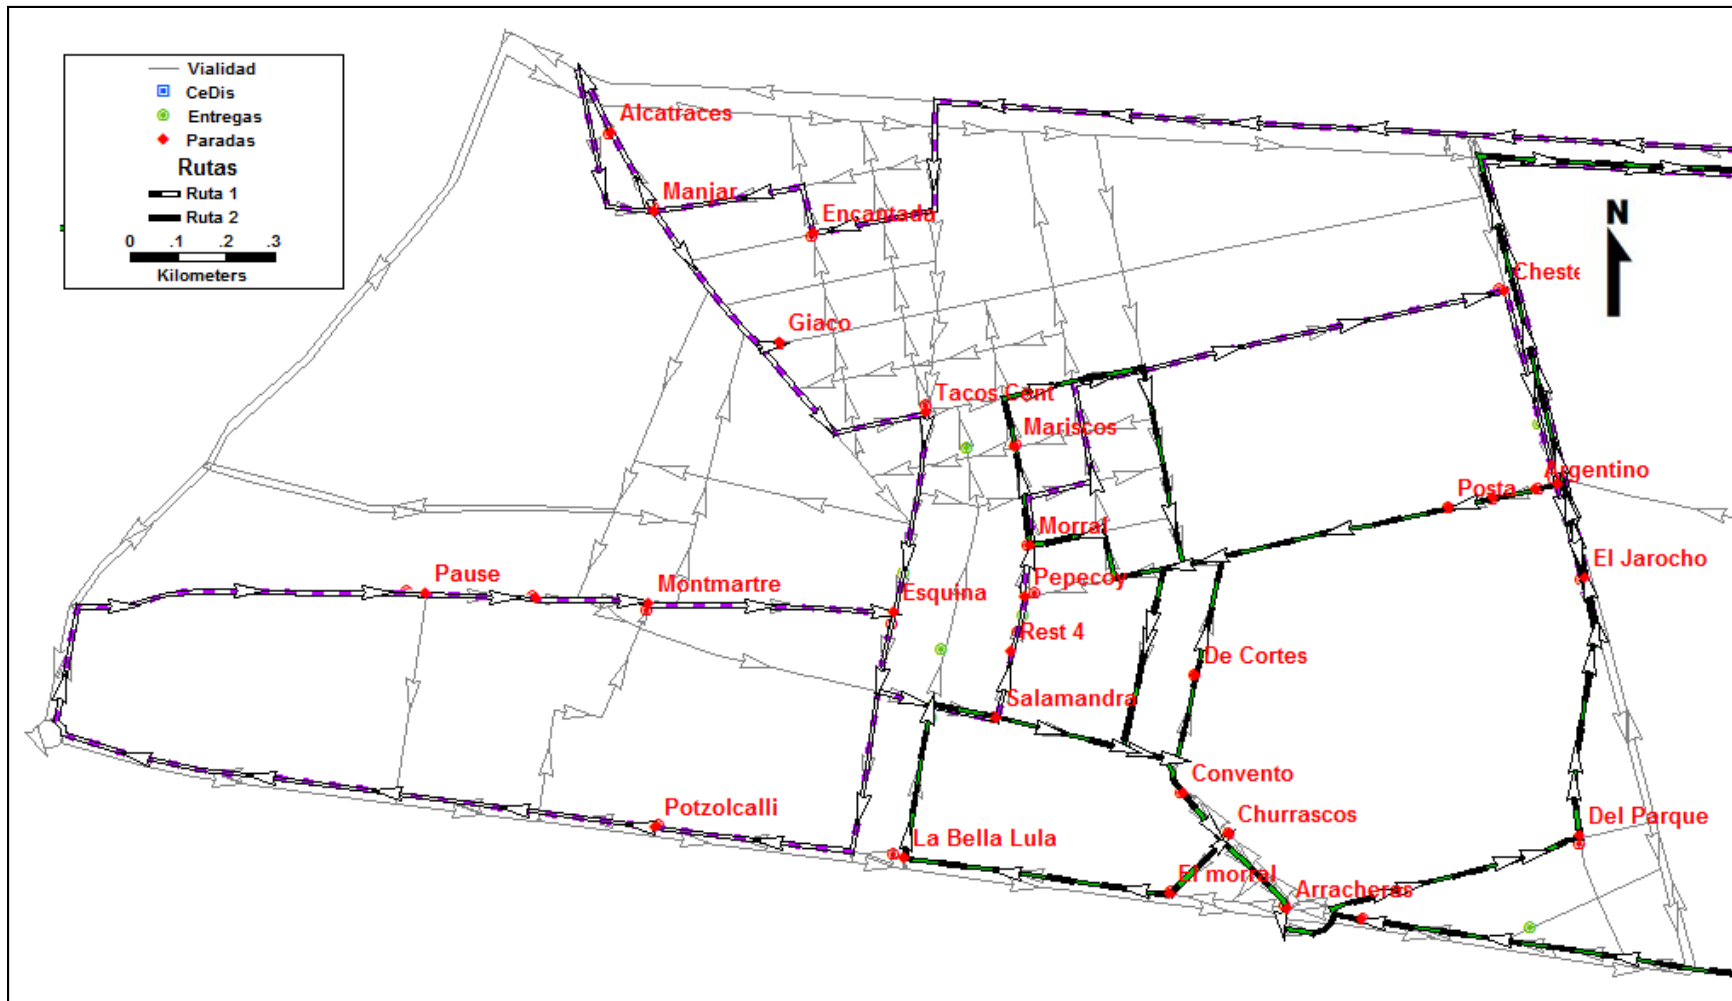 Vialidad
CeDis
Entregas
Paradas
Rutas
Ruta 1
Ruta 2
0 .1 .2 .3
Kilometers
N
Alcatraces
Manjar
Encantada
Cheste
Giaco
Tacos Cent
Mariscos
Argentino
Posta
Morral
El Jarocho
Pause
Montmartre
Esquina
Pepecoy
Rest 4
De Cortes
Salamandra
Convento
Potzolcalli
Churrascos
Del Parque
La Bella Lula
El morral
Arracheras